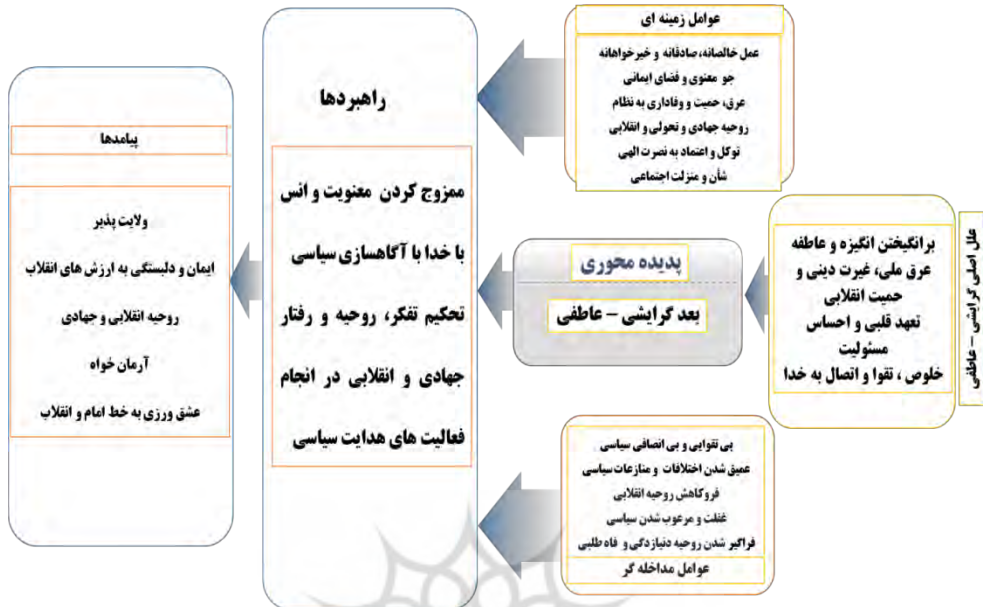 علل اصلی گرایشی - عاطفی
برانگیختن انگیزه و عاطفه
عرق ملی، غیرت دینی و
حمیت انقلابی
تعهد قلبی و احساس
مسئولیت
خلوص ، تقوا و اتصال به خدا
عوامل زمینه ای
عمل خالصانه، صادقانه و خیرخواهانه
جو معنوی و فضای ایمانی
عرق، حمیت و وفاداری به نظام
روحیه جهادی و تحولی و انقلابی
توکل و اعتماد به نصرت الهی
شأن و منزلت اجتماعی
پدیده محوری
بعد گرایشی - عاطفی
بی تقوایی و بی انصافی سیاسی
عمیق شدن اختلافات و منازعات سیاسی
فروکاهش روحیه انقلابی
غفلت و مرعوب شدن سیاسی
فراگیر شدن روحیه دنیازدگی و فاه طلبی
عوامل مداخله گر
راهبردها
ممزوج کردن معنویت و انس
با خدا با آگاهسازی سیاسی
تحکیم تفکر، روحیه و رفتار
جهادی و انقلابی در انجام
فعالیت های هدایت سیاسی
پیامدها
ولایت پذیر
ایمان و دلبستگی به ارزش های انقلاب
روحیه انقلابی و جهادی
آرمان خواه
عشق ورزی به خط امام و انقلاب